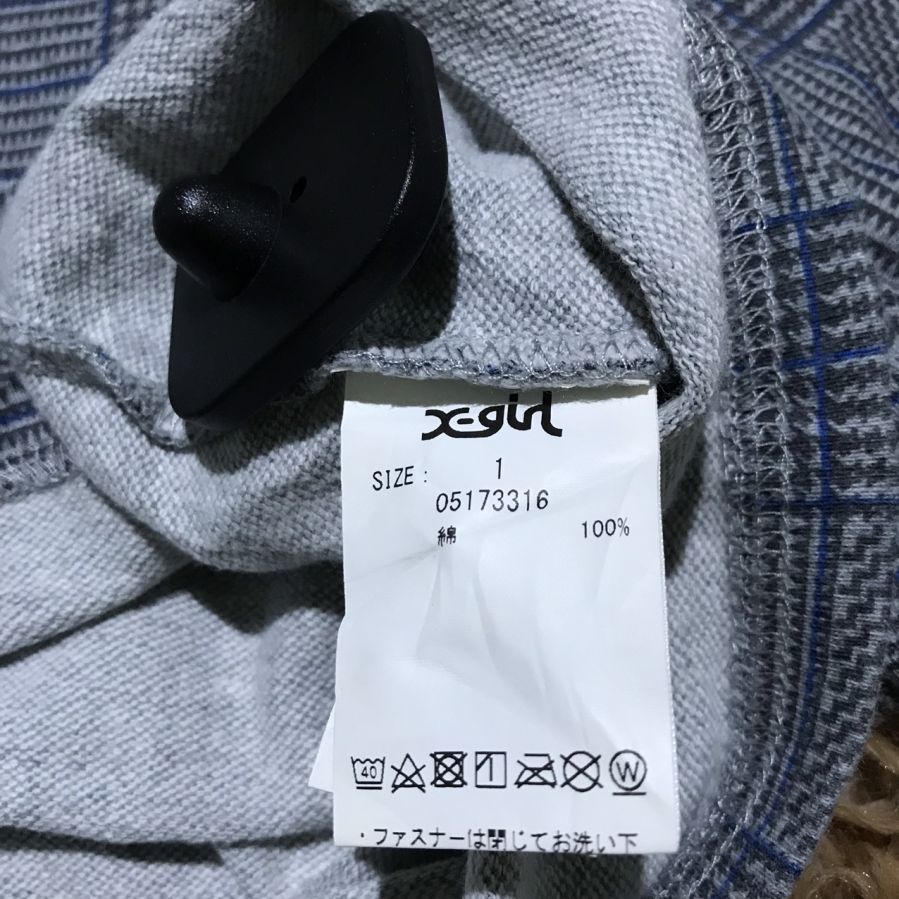 X-girl
SIZE : 1
05173316
綿 100%
40 W
・ファスナーは閉じてお洗い下